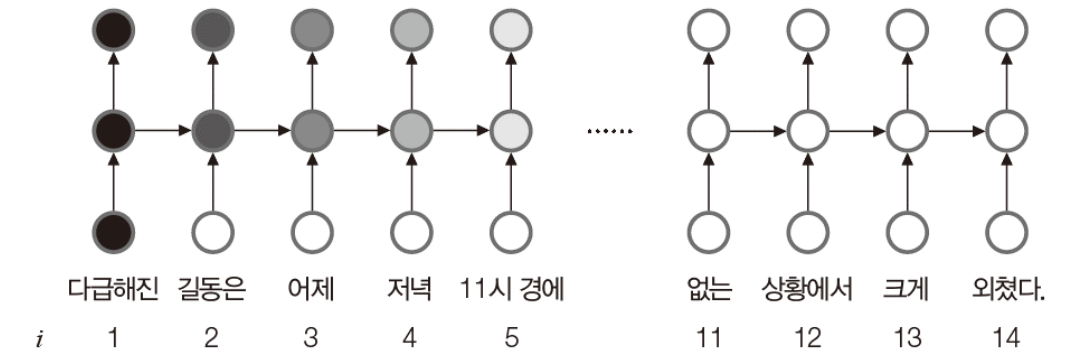 다급해진 길동은 어제 저녁 11시 경에 ······ 없는 상황에서 크게 외쳤다.
i 1 2 3 4 5 11 12 13 14